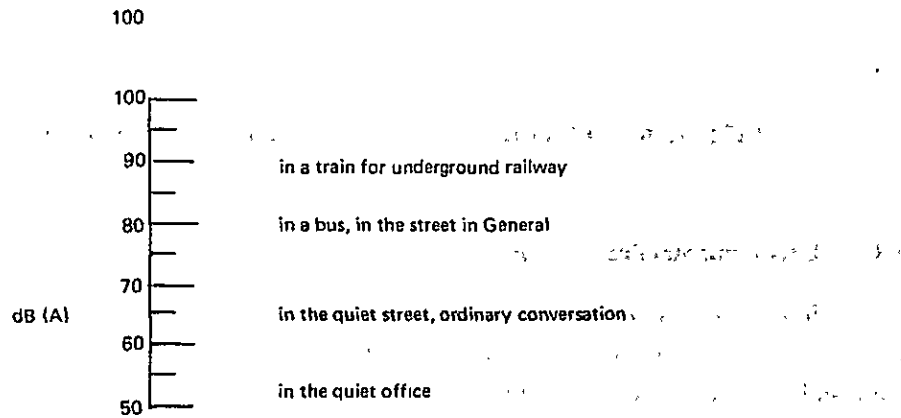 100
100
90 in a train for underground railway
80 in a bus, in the street in General
70
dB (A) in the quiet street, ordinary conversation
60
in the quiet office
50